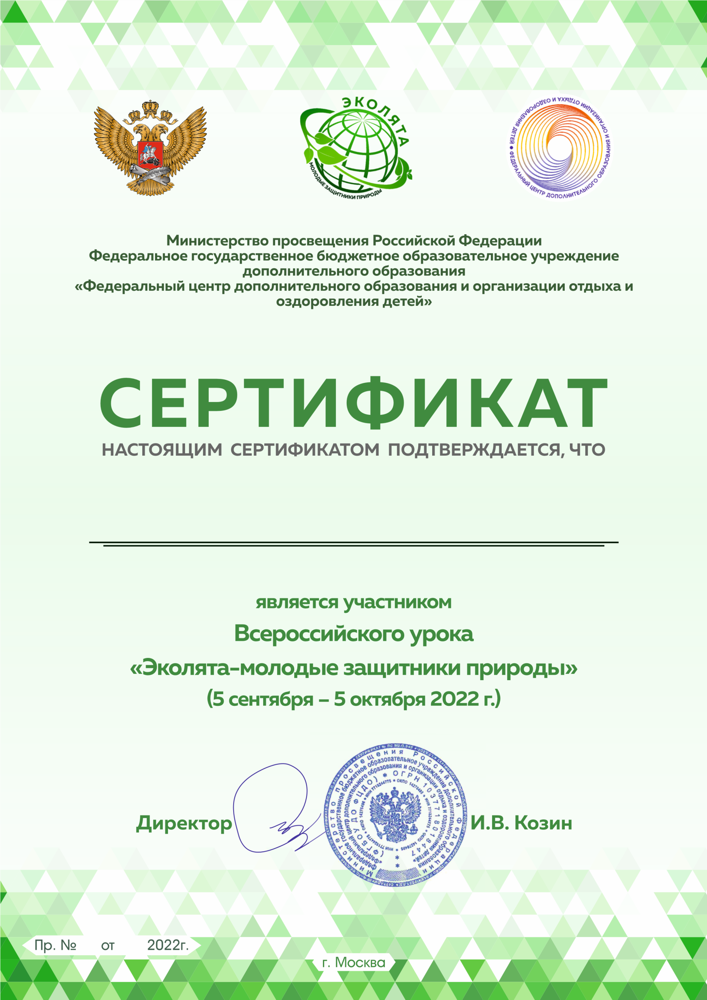 ЭКОЛЯТА
МОЛОДЫЕ ЗАЩИТНИКИ ПРИРОДЫ
ФЕДЕРАЛЬНЫЙ ЦЕНТР ДОПОЛНИТЕЛЬНОГО ОБРАЗОВАНИЯ И ОРГАНИЗАЦИИ ОТДЫХА И ОЗДОРОВЛЕНИЯ ДЕТЕЙ •
Министерство просвещения Российской Федерации
Федеральное государственное бюджетное образовательное учреждение
дополнительного образования
«Федеральный центр дополнительного образования и организации отдыха и
оздоровления детей»
СЕРТИФИКАТ
НАСТОЯЩИМ СЕРТИФИКАТОМ ПОДТВЕРЖДАЕТСЯ, ЧТО
является участником
Всероссийского урока
«Эколята-молодые защитники природы»
(5 сентября – 5 октября 2022 г.)
Директор
И.В. Козин
Министерство просвещения Российской Федерации
федеральное государственное бюджетное образовательное учреждение дополнительного образования
«Федеральный центр дополнительного образования и организации отдыха и оздоровления детей»
(ФГБОУ ДО ФЦДО) * ОГРН 1037718018447
Пр. № от 2022г.
г. Москва